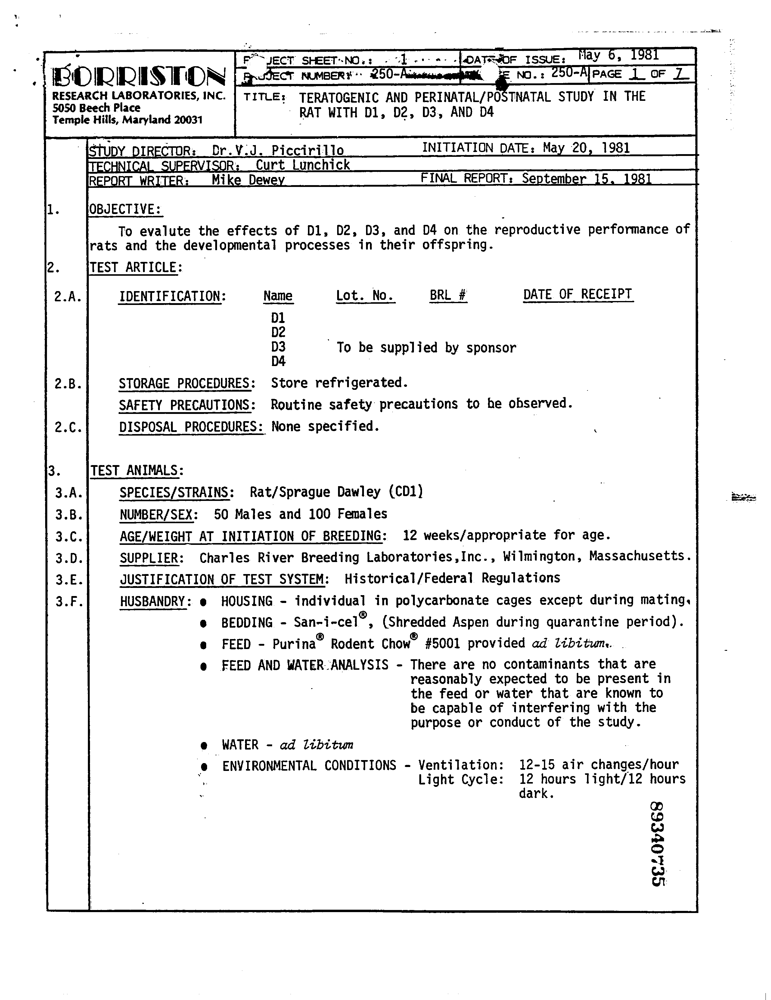 BORRISTON
RESEARCH LABORATORIES, INC.
5050 Beech Place
Temple Hills, Maryland 20031
JECT SHEET NO.: 1 DATE OF ISSUE: May 6, 1981
JECT NUMBER: 250-A E NO.: 250-A PAGE 1 OF 7
TITLE: TERATOGENIC AND PERINATAL/POSTNATAL STUDY IN THE
RAT WITH D1, D2, D3, AND D4
STUDY DIRECTOR: Dr.V.J. Piccirillo INITIATION DATE: May 20, 1981
TECHNICAL SUPERVISOR: Curt Lunchick
REPORT WRITER: Mike Dewey FINAL REPORT: September 15, 1981
1. OBJECTIVE:
To evalute the effects of D1, D2, D3, and D4 on the reproductive performance of
rats and the developmental processes in their offspring.
2. TEST ARTICLE:
2.A. IDENTIFICATION: Name Lot. No. BRL # DATE OF RECEIPT
D1
D2
D3 To be supplied by sponsor
D4
2.B. STORAGE PROCEDURES: Store refrigerated.
SAFETY PRECAUTIONS: Routine safety precautions to be observed.
2.C. DISPOSAL PROCEDURES: None specified.
3. TEST ANIMALS:
3.A. SPECIES/STRAINS: Rat/Sprague Dawley (CD1)
3.B. NUMBER/SEX: 50 Males and 100 Females
3.C. AGE/WEIGHT AT INITIATION OF BREEDING: 12 weeks/appropriate for age.
3.D. SUPPLIER: Charles River Breeding Laboratories,Inc., Wilmington, Massachusetts.
3.E. JUSTIFICATION OF TEST SYSTEM: Historical/Federal Regulations
3.F. HUSBANDRY: ● HOUSING - individual in polycarbonate cages except during mating.
● BEDDING - San-i-cel®, (Shredded Aspen during quarantine period).
● FEED - Purina® Rodent Chow® #5001 provided ad libitum.
● FEED AND WATER ANALYSIS - There are no contaminants that are
reasonably expected to be present in
the feed or water that are known to
be capable of interfering with the
purpose or conduct of the study.
● WATER - ad libitum
● ENVIRONMENTAL CONDITIONS - Ventilation: 12-15 air changes/hour
Light Cycle: 12 hours light/12 hours
dark.
89340735